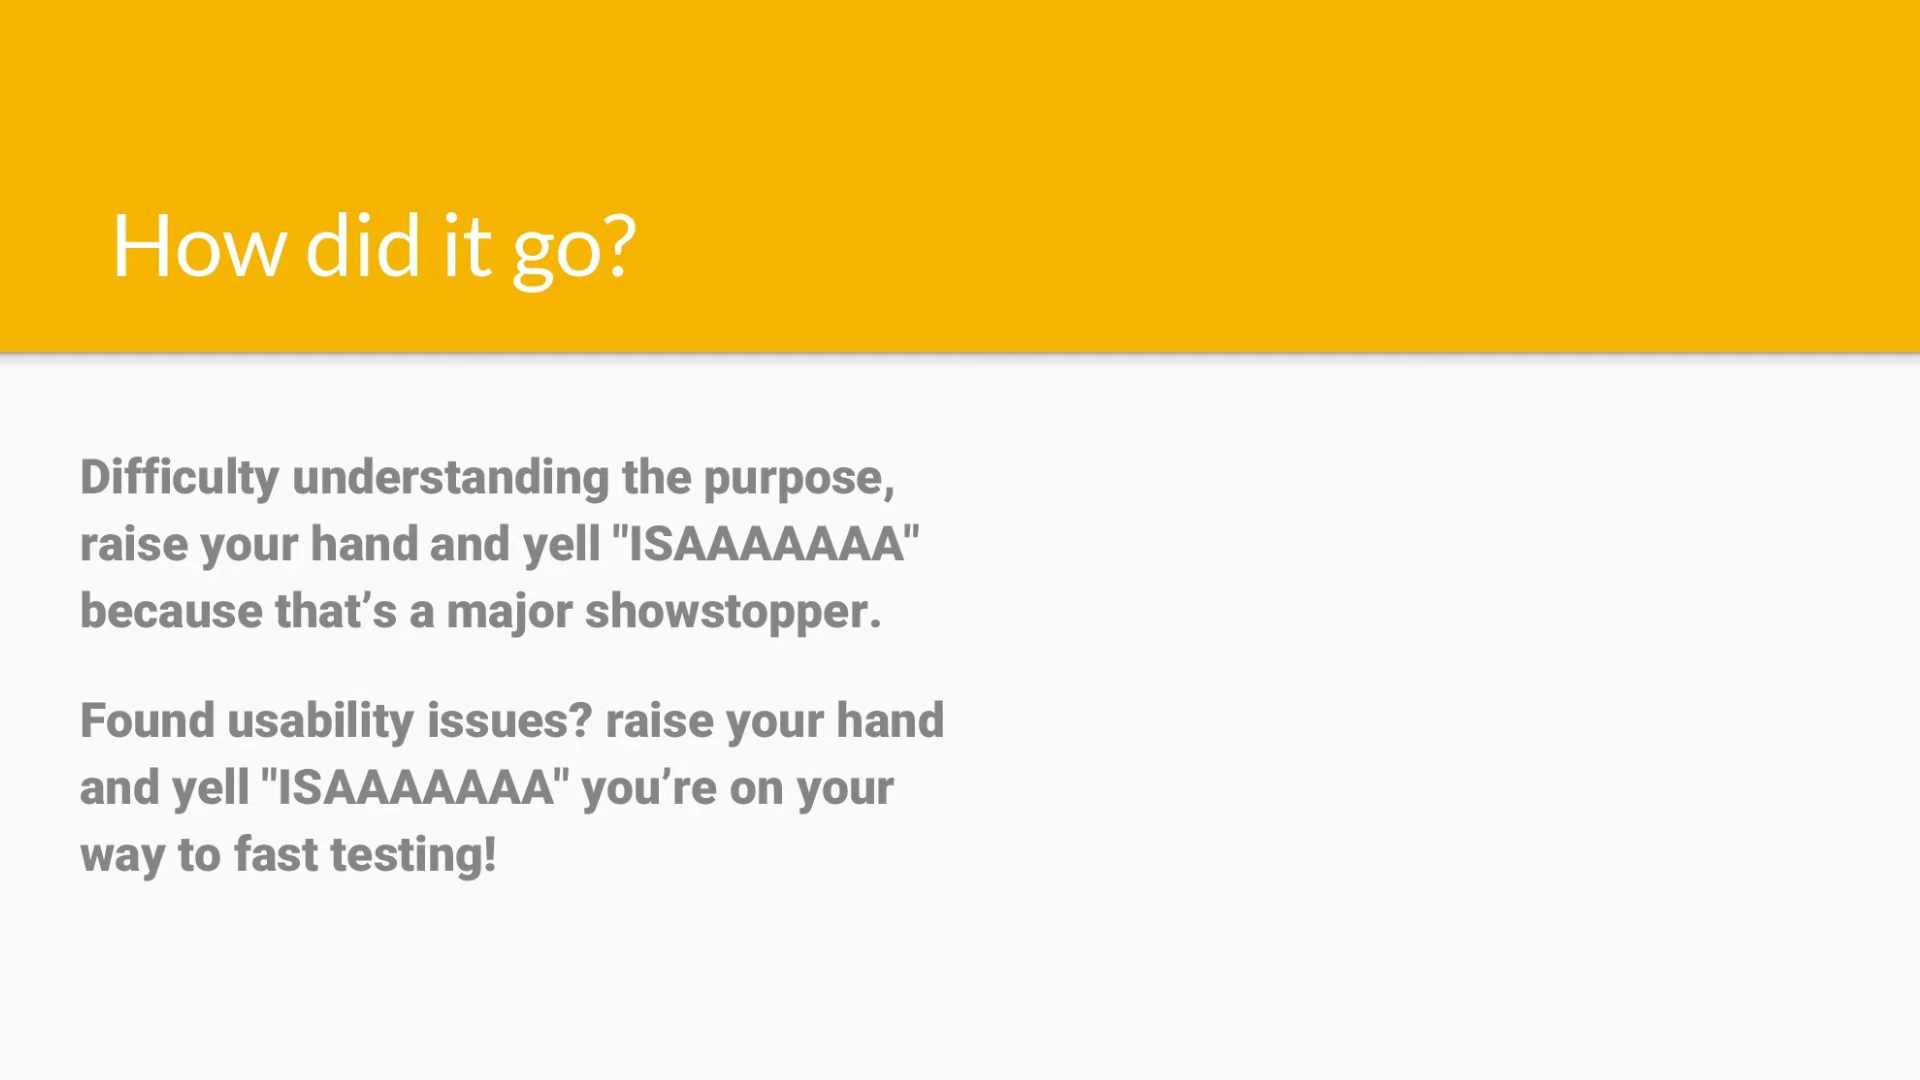 How did it go?
Difficulty understanding the purpose,
raise your hand and yell "ISAAAAAAA"
because that’s a major showstopper.
Found usability issues? raise your hand
and yell "ISAAAAAAA" you’re on your
way to fast testing!